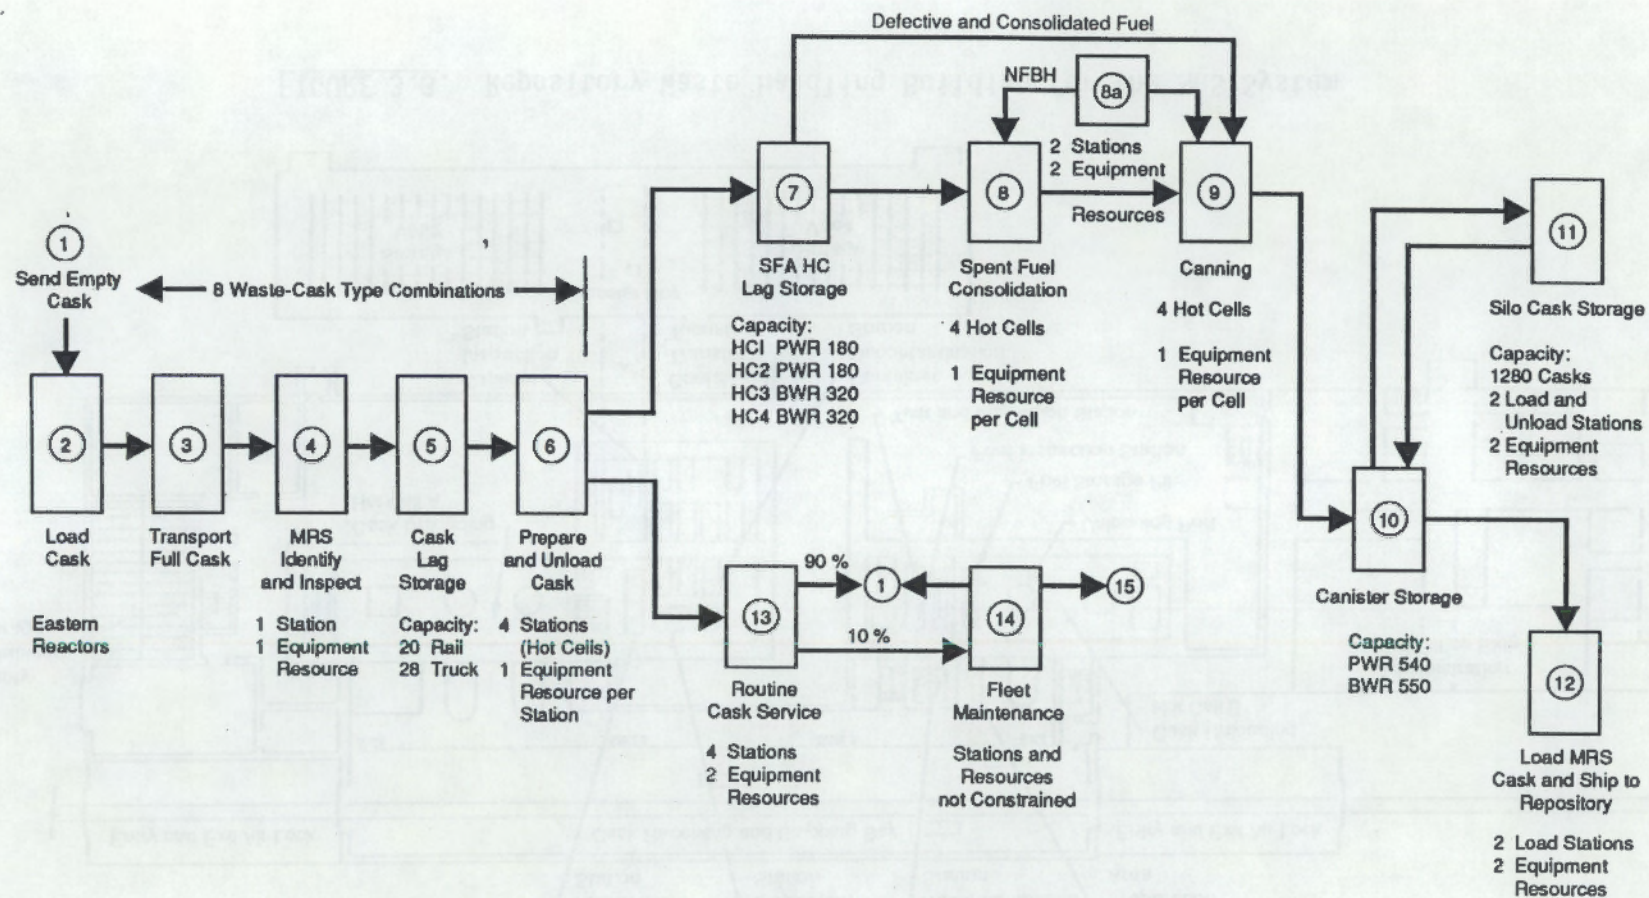 Defective and Consolidated Fuel
NFBH
8a
2 Stations
2 Equipment
Resources
7
8
9
11
1
Send Empty
Cask
8 Waste-Cask Type Combinations
SFA HC
Lag Storage
Capacity:
HCI PWR 180
HC2 PWR 180
HC3 BWR 320
HC4 BWR 320
Spent Fuel
Consolidation
4 Hot Cells
1 Equipment
Resource
per Cell
Canning
4 Hot Cells
1 Equipment
Resource
per Cell
Silo Cask Storage
Capacity:
1280 Casks
2 Load and
Unload Stations
2 Equipment
Resources
2
3
4
5
6
Load
Cask
Eastern
Reactors
Transport
Full Cask
MRS
Identify
and Inspect
1 Station
1 Equipment
Resource
Cask
Lag
Storage
Capacity:
20 Rail
28 Truck
Prepare
and Unload
Cask
4 Stations
(Hot Cells)
1 Equipment
Resource per
Station
90 %
1
15
13
10 %
14
Routine
Cask Service
4 Stations
2 Equipment
Resources
Fleet
Maintenance
Stations and
Resources
not Constrained
10
Canister Storage
Capacity:
PWR 540
BWR 550
12
Load MRS
Cask and Ship to
Repository
2 Load Stations
2 Equipment
Resources